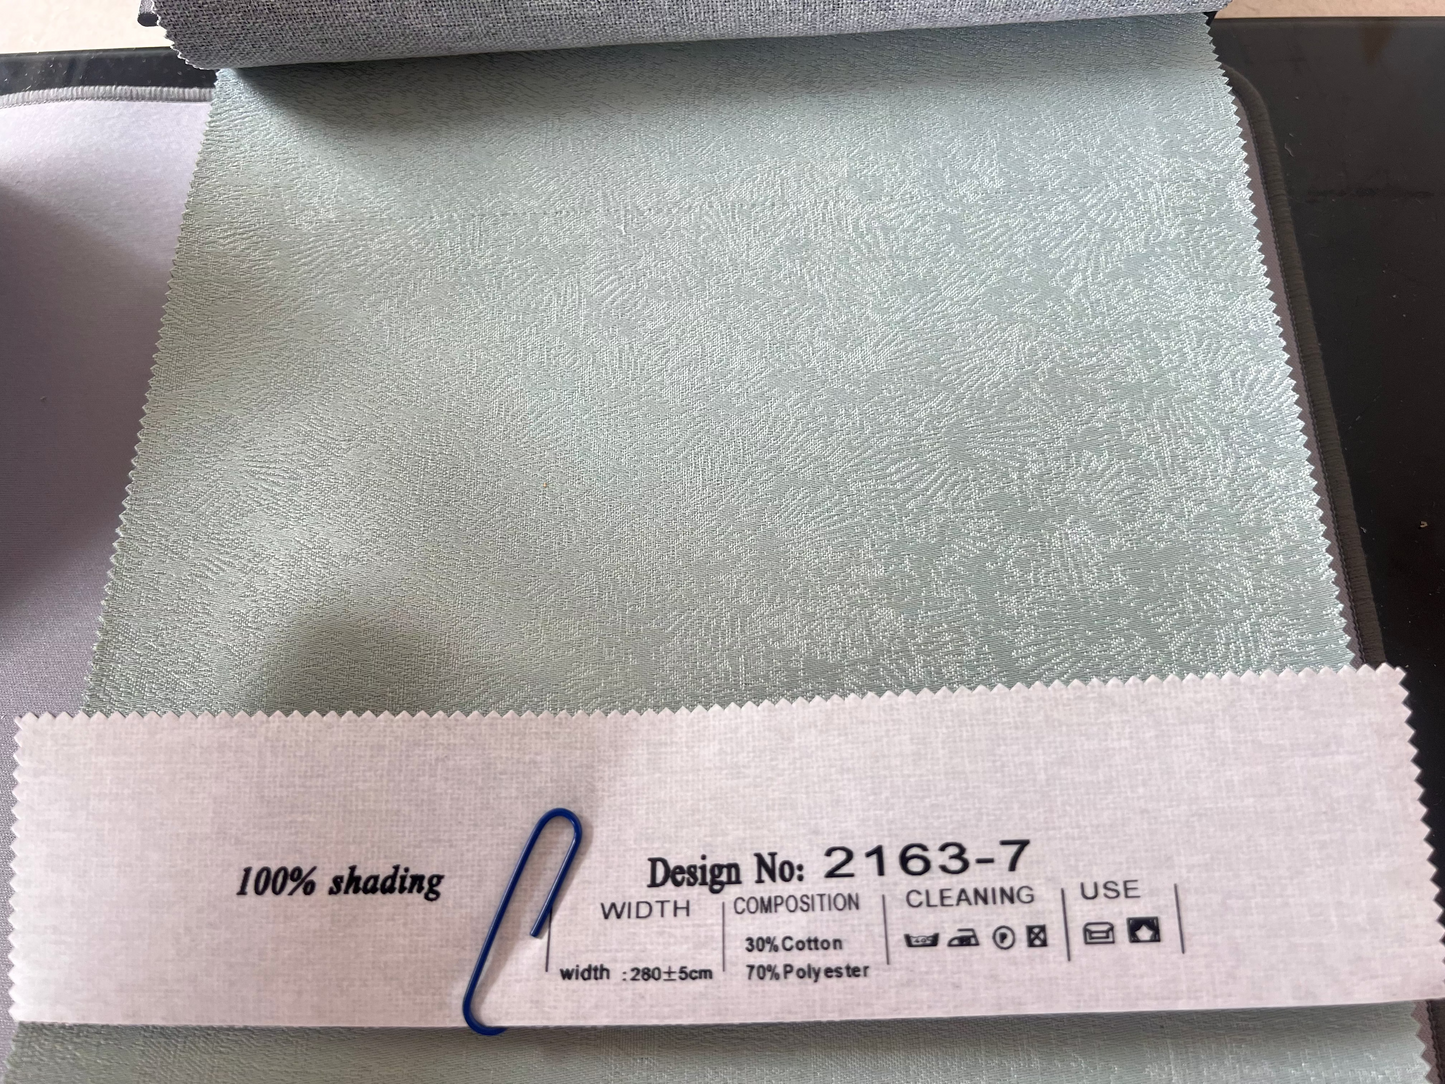 100% shading
Design No: 2163-7
WIDTH
width :280±5cm
COMPOSITION
30%Cotton
70%Polyester
CLEANING
USE